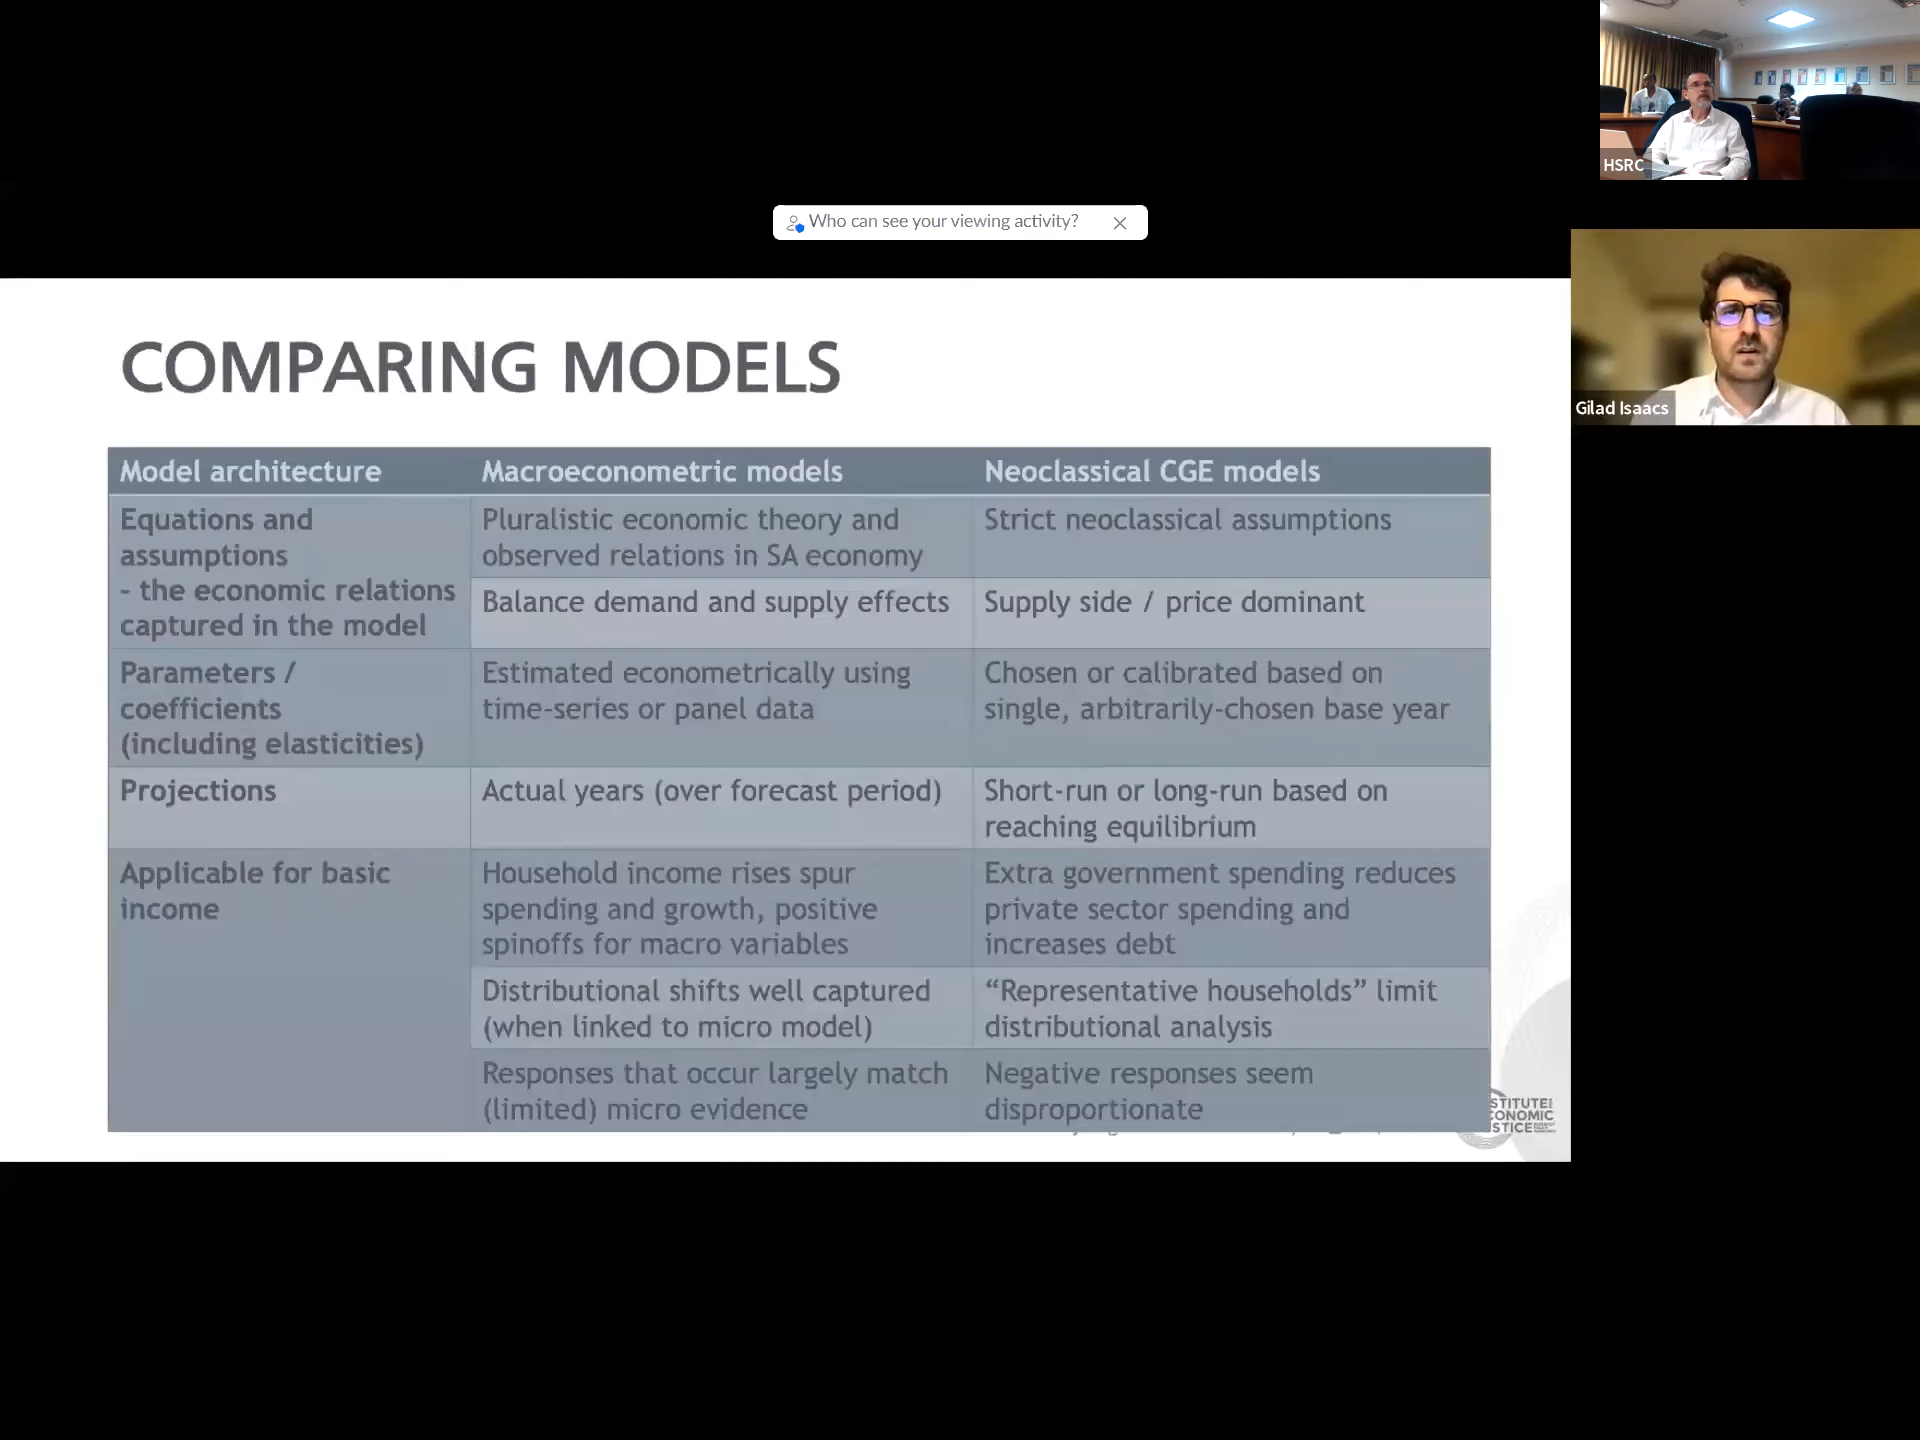 HSRC
Who can see your viewing activity?
Gilad Isaacs
COMPARING MODELS
Model architecture
Macroeconometric models
Neoclassical CGE models
Equations and
assumptions
- the economic relations
captured in the model
Pluralistic economic theory and
observed relations in SA economy
Strict neoclassical assumptions
Balance demand and supply effects
Supply side / price dominant
Parameters /
coefficients
(including elasticities)
Estimated econometrically using
time-series or panel data
Chosen or calibrated based on
single, arbitrarily-chosen base year
Projections
Actual years (over forecast period)
Short-run or long-run based on
reaching equilibrium
Applicable for basic
income
Household income rises spur
spending and growth, positive
spinoffs for macro variables
Extra government spending reduces
private sector spending and
increases debt
Distributional shifts well captured
(when linked to micro model)
“Representative households” limit
distributional analysis
Responses that occur largely match
(limited) micro evidence
Negative responses seem
disproportionate
STITUTE
ONOMIC
STICE